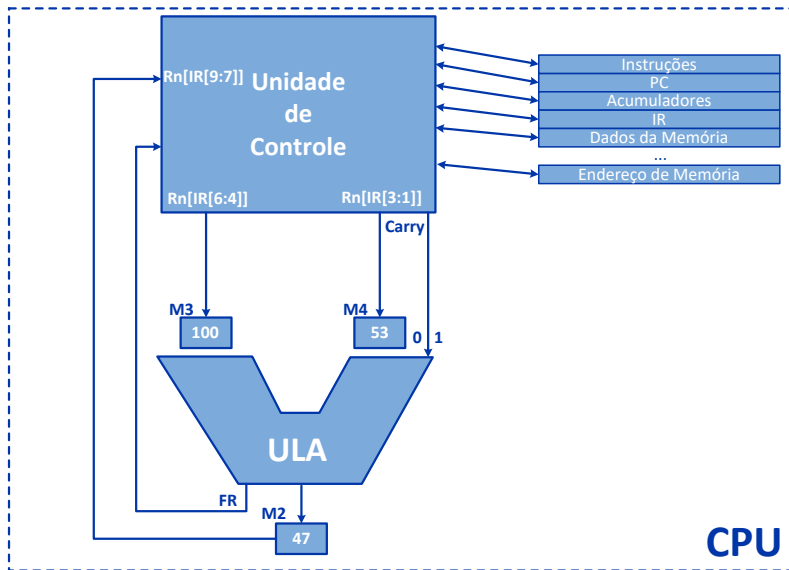 Rn[IR[9:7]]
Unidade
de
Controle
Rn[IR[6:4]]
Rn[IR[3:1]]
Instruções
PC
Acumuladores
IR
Dados da Memória
...
Endereço de Memória
Carry
M3
100
M4
53
0 1
ULA
FR
M2
47
CPU